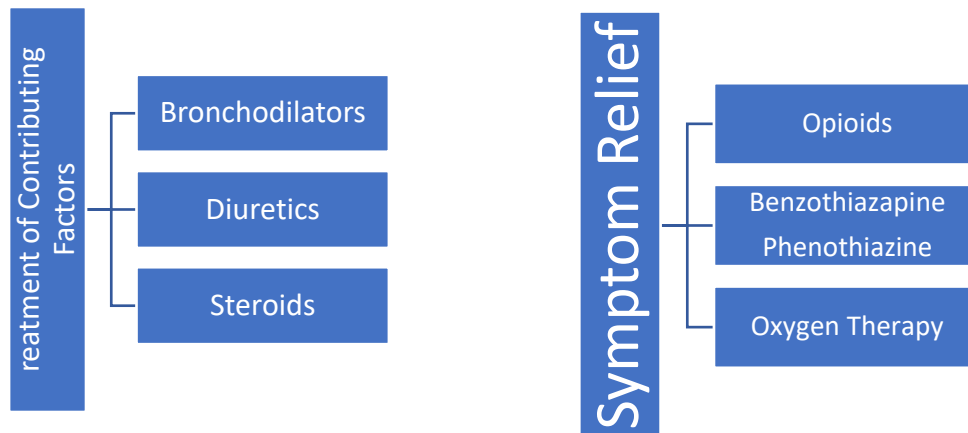 reatment of Contributing
Factors
Bronchodilators
Diuretics
Steroids
Symptom Relief
Opioids
Benzothiazapine
Phenothiazine
Oxygen Therapy